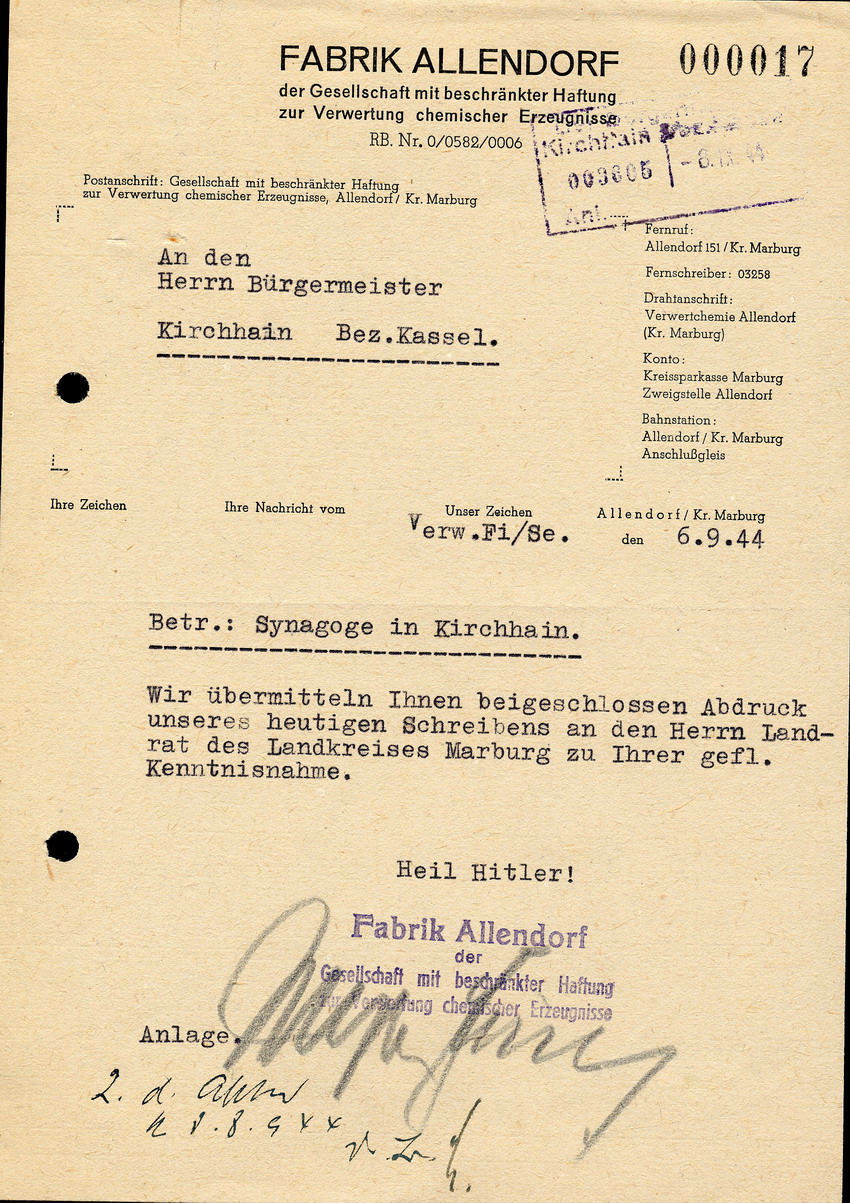 FABRIK ALLENDORF
000017
der Gesellschaft mit beschränkter Haftung
zur Verwertung chemischer Erzeugnisse
RB. Nr. 0/0582/0006
Kirchhain
009805
Anl.
Postanschrift: Gesellschaft mit beschränkter Haftung
zur Verwertung chemischer Erzeugnisse, Allendorf / Kr. Marburg
Fernruf:
Allendorf 151 / Kr. Marburg
Fernschreiber: 03258
Drahtanschrift:
Verwertchemie Allendorf
(Kr. Marburg)
Konto:
Kreissparkasse Marburg
Zweigstelle Allendorf
Bahnstation:
Allendorf / Kr. Marburg
Anschlußgleis
An den
Herrn Bürgermeister
Kirchhain Bez.Kassel.
Ihre Zeichen
Ihre Nachricht vom
Unser Zeichen
Verw.Fi/Se.
Allendorf / Kr. Marburg
den 6.9.44
Betr.: Synagoge in Kirchhain.
Wir übermitteln Ihnen beigeschlossen Abdruck
unseres heutigen Schreibens an den Herrn Land-
rat des Landkreises Marburg zu Ihrer gefl.
Kenntnisnahme.
Heil Hitler!
Fabrik Allendorf
der
Gesellschaft mit beschränkter Haftung
zur Verwertung chemischer Erzeugnisse
Anlage.
2. d. A